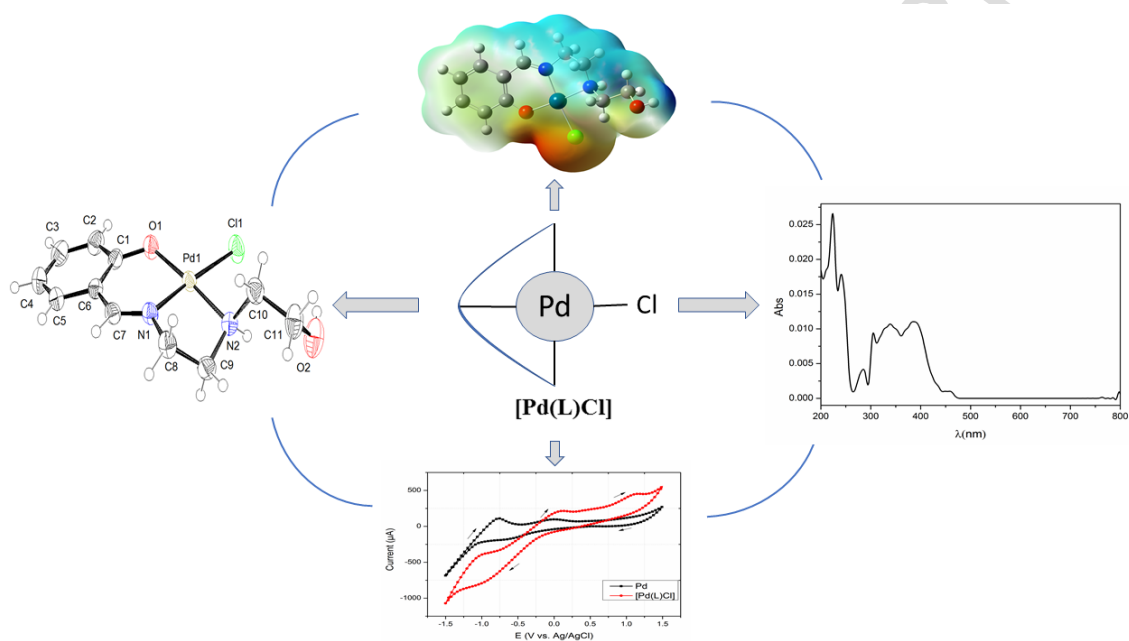 C3
C2
O1
Cl1
C1
Pd1
C4
C6
C5
C10
C7
N1
C11
N2
C8
C9
O2
Pd
Cl
[Pd(L)Cl]
Abs
0.025
0.020
0.015
0.010
0.005
0.000
200 300 400 500 600 700 800
λ(nm)
Current (µA)
500
0
-500
-1000
Pd
[Pd(L)Cl]
-1.5 -1.0 -0.5 0.0 0.5 1.0 1.5
E (V vs. Ag/AgCl)